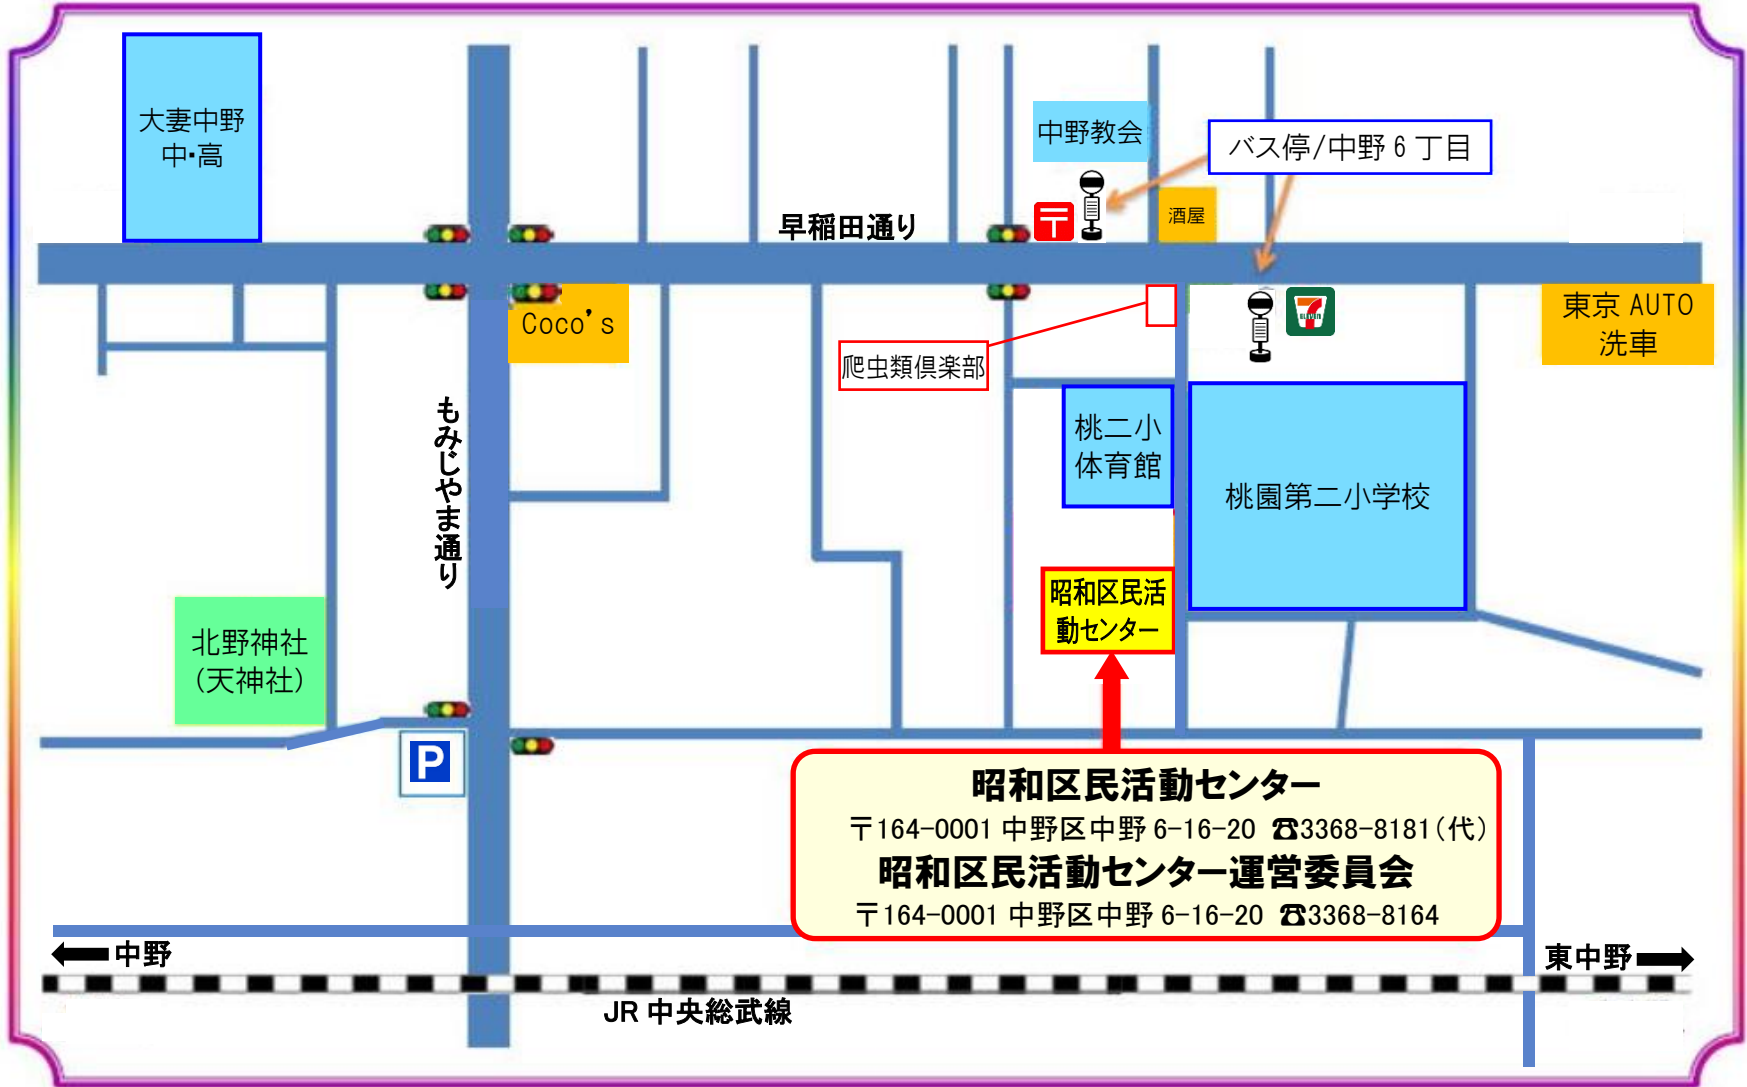 大妻中野
中・高
中野教会
バス停/中野6丁目
〒
酒屋
早稲田通り
Coco's
ELEVEN
東京 AUTO
洗車
爬虫類倶楽部
もみじやま通り
桃二小
体育館
桃園第二小学校
昭和区民活
動センター
北野神社
(天神社)
P
昭和区民活動センター
〒164-0001 中野区中野 6-16-20 ☎3368-8181(代)
昭和区民活動センター運営委員会
〒164-0001 中野区中野 6-16-20 ☎3368-8164
中野
東中野
JR 中央総武線